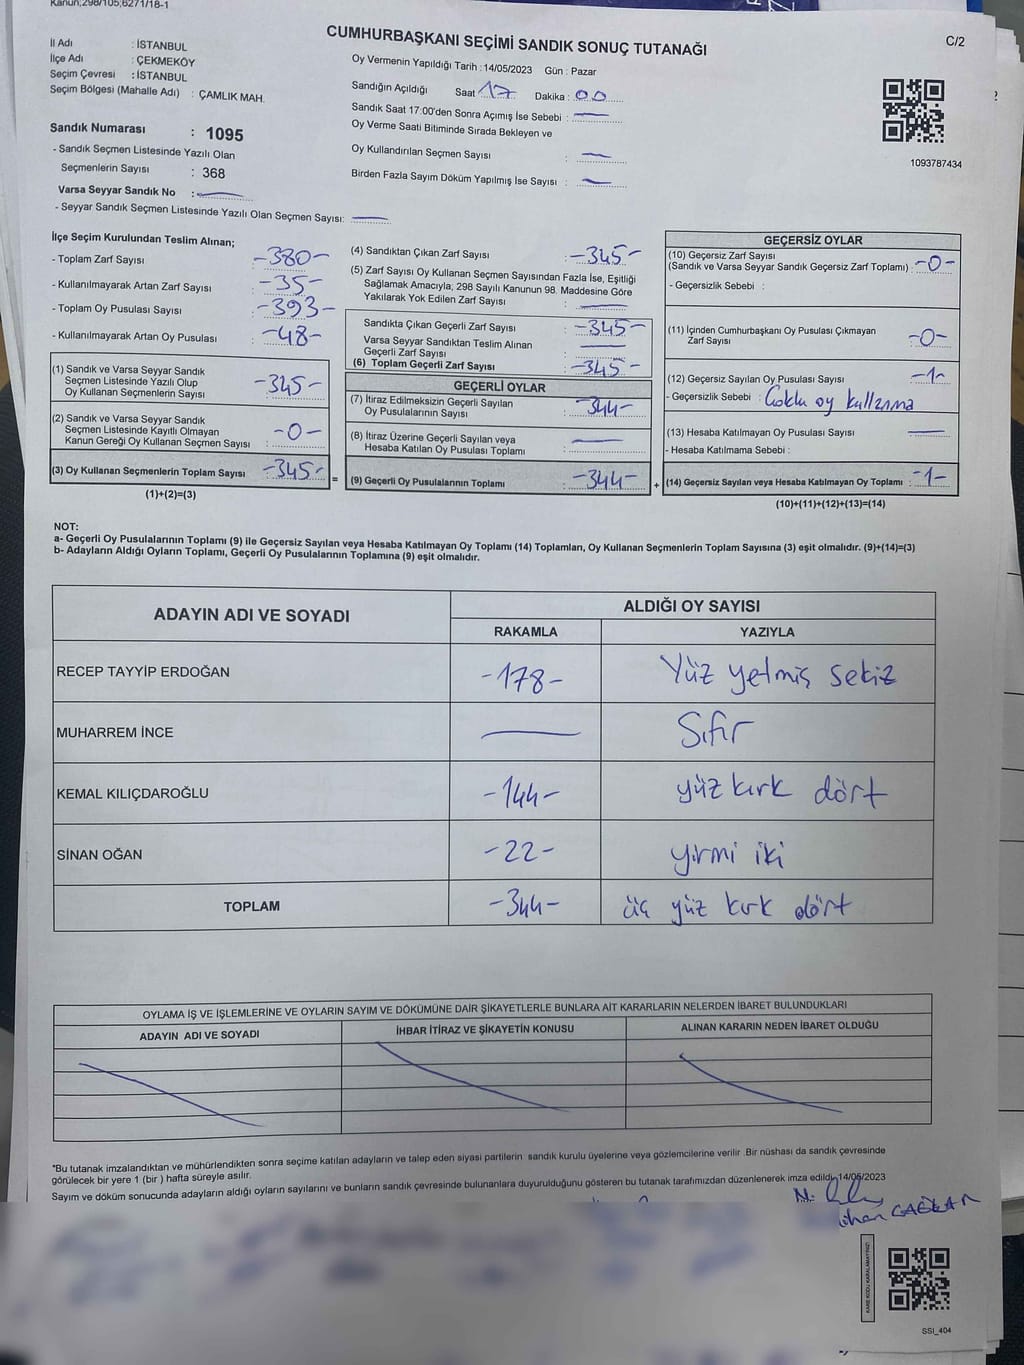 Kanun;298/105;6271/18-1
C/2
CUMHURBAŞKANI SEÇİMİ SANDIK SONUÇ TUTANAĞI
İl Adı : İSTANBUL
İlçe Adı : ÇEKMEKÖY
Seçim Çevresi : İSTANBUL
Seçim Bölgesi (Mahalle Adı) : ÇAMLIK MAH.
Sandık Numarası : 1095
- Sandık Seçmen Listesinde Yazılı Olan
Seçmenlerin Sayısı : 368
Varsa Seyyar Sandık No :
- Seyyar Sandık Seçmen Listesinde Yazılı Olan Seçmen Sayısı:
Oy Vermenin Yapıldığı Tarih :14/05/2023 Gün : Pazar
Sandığın Açıldığı Saat 17 Dakika : 00
Sandık Saat 17:00'den Sonra Açımış İse Sebebi :
Oy Verme Saati Bitiminde Sırada Bekleyen ve
Oy Kullandırılan Seçmen Sayısı :
Birden Fazla Sayım Döküm Yapılmış İse Sayısı :
1093787434
İlçe Seçim Kurulundan Teslim Alınan;
- Toplam Zarf Sayısı : -380-
- Kullanılmayarak Artan Zarf Sayısı : -35-
- Toplam Oy Pusulası Sayısı : -393-
- Kullanılmayarak Artan Oy Pusulası : -48-
(1) Sandık ve Varsa Seyyar Sandık
Seçmen Listesinde Yazılı Olup
Oy Kullanan Seçmenlerin Sayısı : -345-
(2) Sandık ve Varsa Seyyar Sandık
Seçmen Listesinde Kayıtlı Olmayan
Kanun Gereği Oy Kullanan Seçmen Sayısı : -0-
(3) Oy Kullanan Seçmenlerin Toplam Sayısı : -345-
(1)+(2)=(3)
(4) Sandıktan Çıkan Zarf Sayısı : -345-
(5) Zarf Sayısı Oy Kullanan Seçmen Sayısından Fazla İse, Eşitliği
Sağlamak Amacıyla; 298 Sayılı Kanunun 98. Maddesine Göre
Yakılarak Yok Edilen Zarf Sayısı :
Sandıkta Çıkan Geçerli Zarf Sayısı : -345-
Varsa Seyyar Sandıktan Teslim Alınan
Geçerli Zarf Sayısı :
(6) Toplam Geçerli Zarf Sayısı : -345-
GEÇERLİ OYLAR
(7) İtiraz Edilmeksizin Geçerli Sayılan
Oy Pusulalarının Sayısı : -344-
(8) İtiraz Üzerine Geçerli Sayılan veya
Hesaba Katılan Oy Pusulası Toplamı :
= (9) Geçerli Oy Pusulalarının Toplamı : -344- +
GEÇERSİZ OYLAR
(10) Geçersiz Zarf Sayısı
(Sandık ve Varsa Seyyar Sandık Geçersiz Zarf Toplamı) : -0-
- Geçersizlik Sebebi :
(11) İçinden Cumhurbaşkanı Oy Pusulası Çıkmayan
Zarf Sayısı : -0-
(12) Geçersiz Sayılan Oy Pusulası Sayısı : -1-
- Geçersizlik Sebebi : Çoklu oy kullanma
(13) Hesaba Katılmayan Oy Pusulası Sayısı :
- Hesaba Katılmama Sebebi :
(14) Geçersiz Sayılan veya Hesaba Katılmayan Oy Toplamı : -1-
(10)+(11)+(12)+(13)=(14)
NOT:
a- Geçerli Oy Pusulalarının Toplamı (9) ile Geçersiz Sayılan veya Hesaba Katılmayan Oy Toplamı (14) Toplamları, Oy Kullanan Seçmenlerin Toplam Sayısına (3) eşit olmalıdır. (9)+(14)=(3)
b- Adayların Aldığı Oyların Toplamı, Geçerli Oy Pusulalarının Toplamına (9) eşit olmalıdır.
ADAYIN ADI VE SOYADI ALDIĞI OY SAYISI
RAKAMLA YAZIYLA
RECEP TAYYİP ERDOĞAN -178- Yüz yetmiş sekiz
MUHARREM İNCE Sıfır
KEMAL KILIÇDAROĞLU -144- yüz kırk dört
SİNAN OĞAN -22- yirmi iki
TOPLAM -344- üç yüz kırk dört
OYLAMA İŞ VE İŞLEMLERİNE VE OYLARIN SAYIM VE DÖKÜMÜNE DAİR ŞİKAYETLERLE BUNLARA AİT KARARLARIN NELERDEN İBARET BULUNDUKLARI
ADAYIN ADI VE SOYADI İHBAR İTİRAZ VE ŞİKAYETİN KONUSU ALINAN KARARIN NEDEN İBARET OLDUĞU
*Bu tutanak imzalandıktan ve mühürlendikten sonra seçime katılan adayların ve talep eden siyasi partilerin sandık kurulu üyelerine veya gözlemcilerine verilir .Bir nüshası da sandık çevresinde
görülecek bir yere 1 (bir ) hafta süreyle asılır.
Sayım ve döküm sonucunda adayların aldığı oyların sayılarını ve bunların sandık çevresinde bulunanlara duyurulduğunu gösteren bu tutanak tarafımızdan düzenlenerek imza edildi. 14/05/2023
KARE KODU KARALAMAYINIZ!
SSI_404